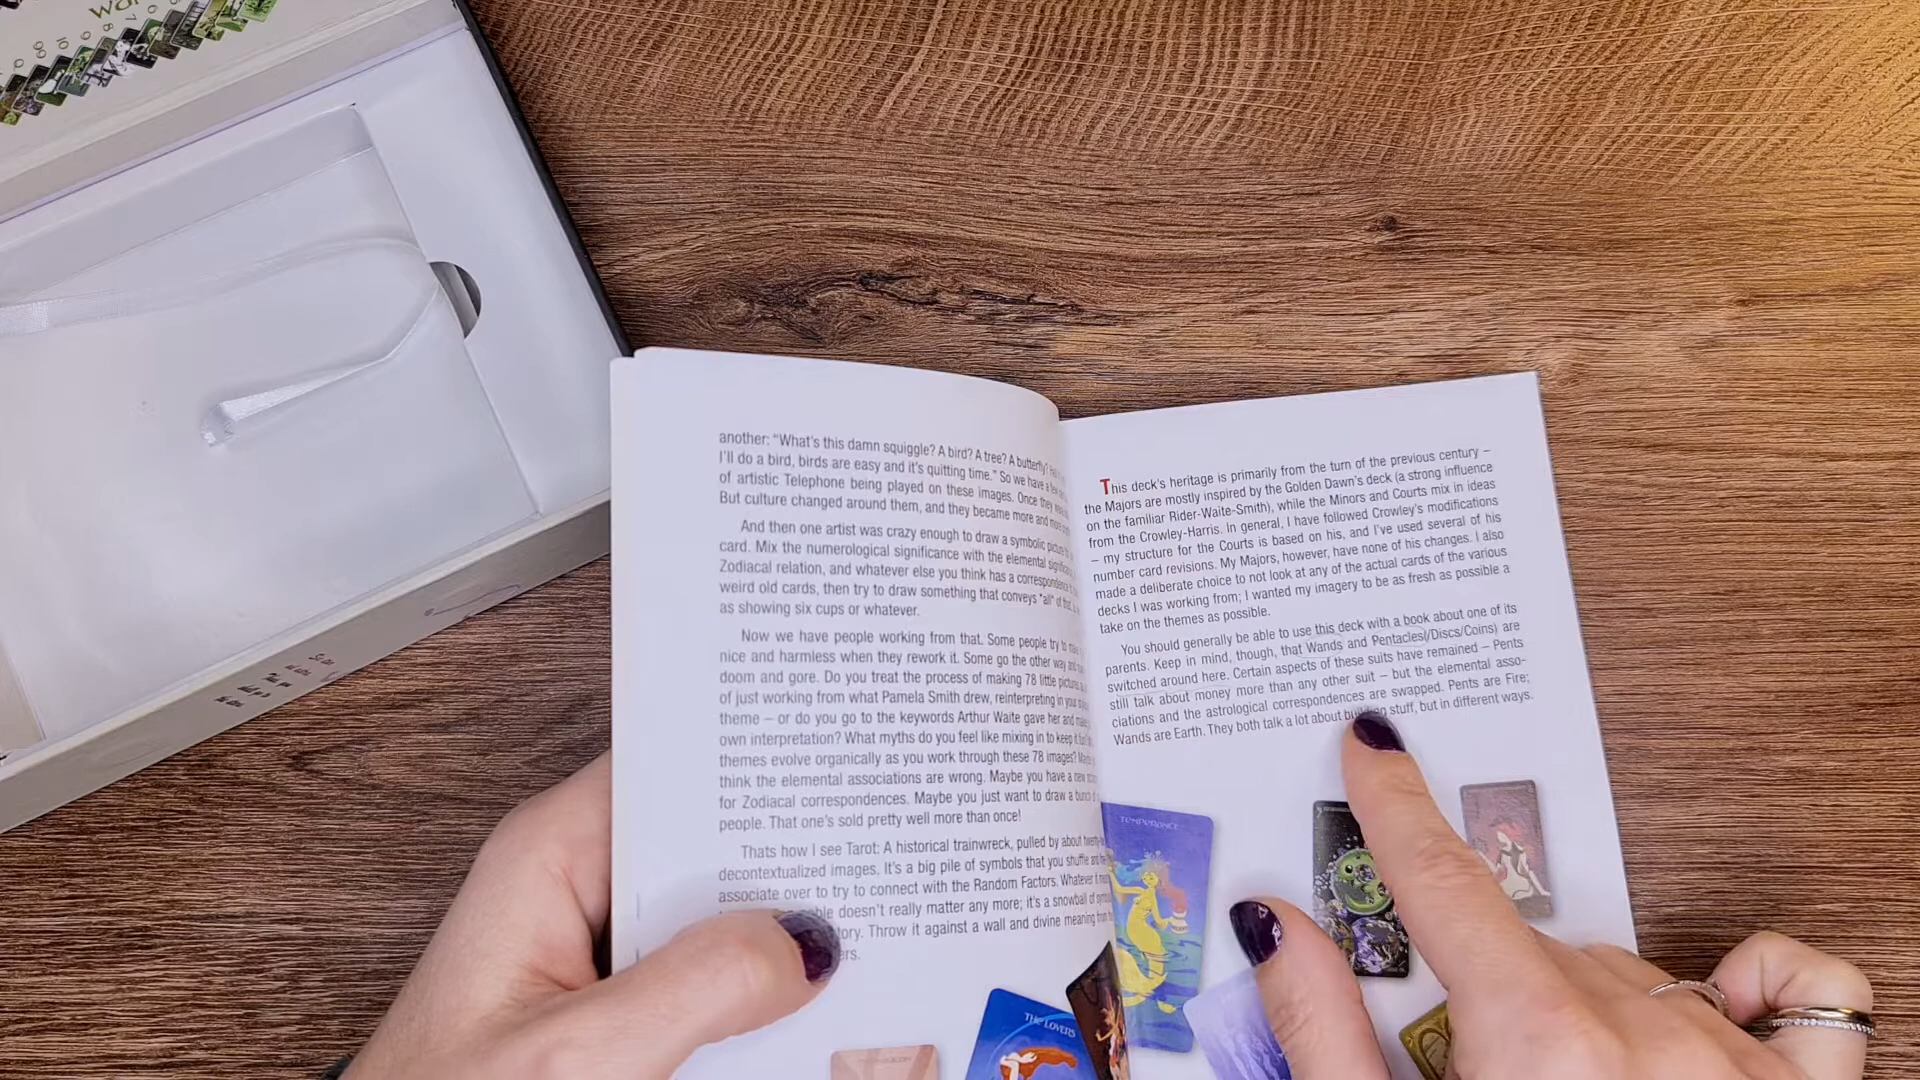 another: “What's this damn squiggle? A bird? A tree? A butterfly?
I'll do a bird, birds are easy and it's quitting time.” So we have a
of artistic Telephone being played on these images. Once they
But culture changed around them, and they became more and more
And then one artist was crazy enough to draw a symbolic picture
card. Mix the numerological significance with the elemental
Zodiacal relation, and whatever else you think has a
weird old cards, then try to draw something that conveys "all" of
as showing six cups or whatever.
Now we have people working from that. Some people try to
nice and harmless when they rework it. Some go the other way
doom and gore. Do you treat the process of making 78 little
of just working from what Pamela Smith drew, reinterpreting in
theme – or do you go to the keywords Arthur Waite gave her and
own interpretation? What myths do you feel like mixing in to keep it
themes evolve organically as you work through these 78 images?
think the elemental associations are wrong. Maybe you have a new
for Zodiacal correspondences. Maybe you just want to draw a bunch
people. That one's sold pretty well more than once!
Thats how I see Tarot: A historical trainwreck, pulled by about
decontextualized images. It's a big pile of symbols that you shuffle and
associate over to try to connect with the Random Factors. Whatever it
doesn't really matter any more; it's a snowball of
Throw it against a wall and divine meaning from
This deck's heritage is primarily from the turn of the previous century –
the Majors are mostly inspired by the Golden Dawn's deck (a strong influence
on the familiar Rider-Waite-Smith), while the Minors and Courts mix in ideas
from the Crowley-Harris. In general, I have followed Crowley's modifications
– my structure for the Courts is based on his, and I've used several of his
number card revisions. My Majors, however, have none of his changes. I also
made a deliberate choice to not look at any of the actual cards of the various
decks I was working from; I wanted my imagery to be as fresh as possible a
take on the themes as possible.
You should generally be able to use this deck with a book about one of its
parents. Keep in mind, though, that Wands and Pentacles(/Discs/Coins) are
switched around here. Certain aspects of these suits have remained – Pents
still talk about money more than any other suit – but the elemental asso-
ciations and the astrological correspondences are swapped. Pents are Fire;
Wands are Earth. They both talk a lot about building stuff, but in different ways.
TEMPERANCE
THE LOVERS